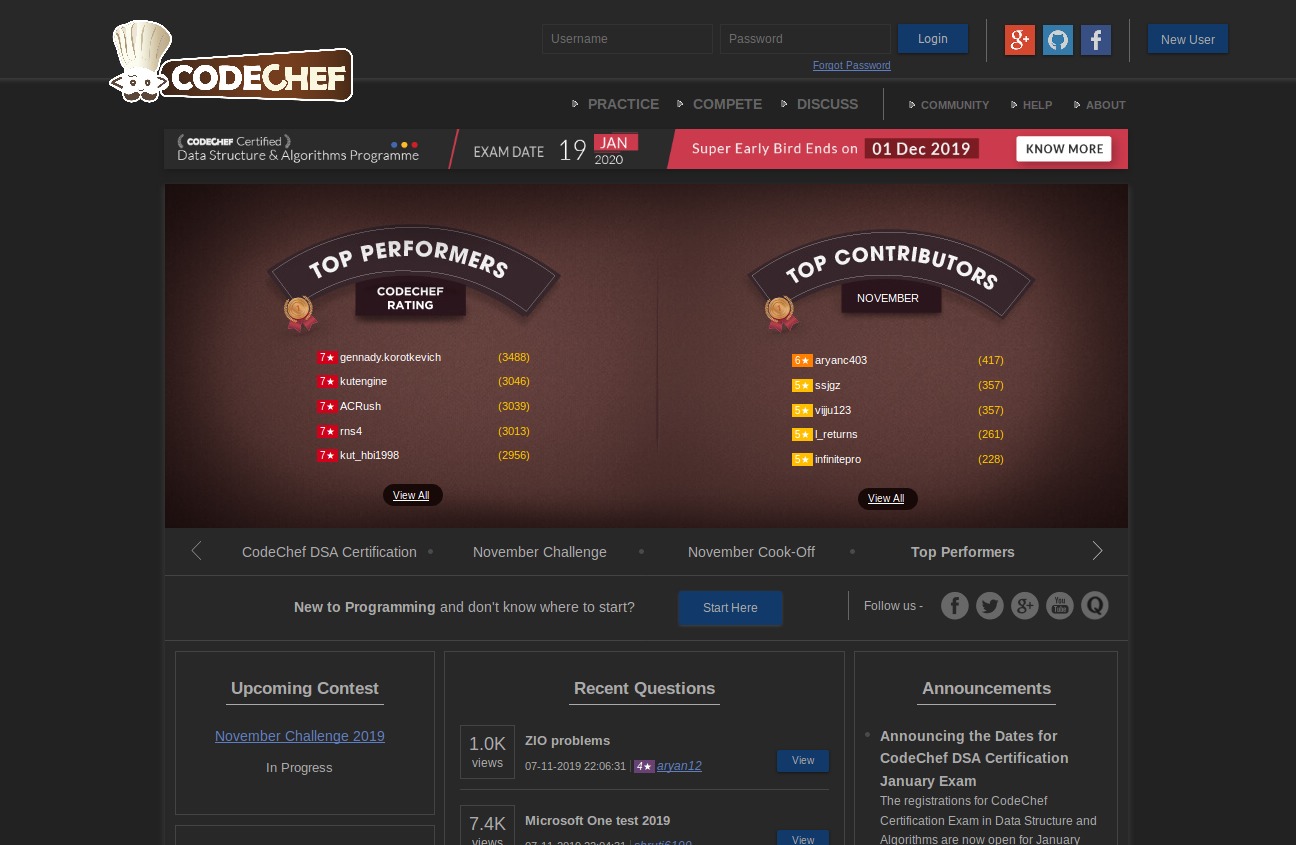 CODECHEF
Username
Password
Login
New User
Forgot Password
PRACTICE
COMPETE
DISCUSS
COMMUNITY
HELP
ABOUT
CODECHEF Certified
Data Structure & Algorithms Programme
EXAM DATE 19 JAN 2020
Super Early Bird Ends on 01 Dec 2019
KNOW MORE
TOP PERFORMERS
CODECHEF
RATING
7★ gennady.korotkevich (3488)
7★ kutengine (3046)
7★ ACRush (3039)
7★ rns4 (3013)
7★ kut_hbi1998 (2956)
View All
TOP CONTRIBUTORS
NOVEMBER
6★ aryanc403 (417)
5★ ssjgz (357)
5★ vijju123 (357)
5★ l_returns (261)
5★ infinitepro (228)
View All
CodeChef DSA Certification
November Challenge
November Cook-Off
Top Performers
New to Programming and don't know where to start?
Start Here
Follow us -
Upcoming Contest
November Challenge 2019
In Progress
Recent Questions
1.0K
views
ZIO problems
07-11-2019 22:06:31 | 4★ aryan12
View
7.4K
views
Microsoft One test 2019
07-11-2019 22:04:31
View
Announcements
Announcing the Dates for
CodeChef DSA Certification
January Exam
The registrations for CodeChef
Certification Exam in Data Structure and
Algorithms are now open for January